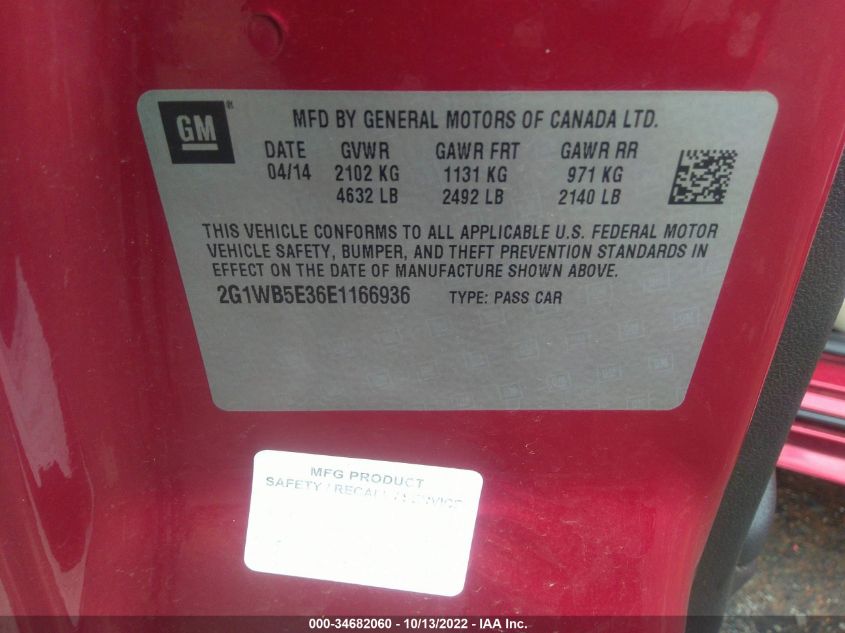 GM®
MFD BY GENERAL MOTORS OF CANADA LTD.
DATE GVWR GAWR FRT GAWR RR
04/14 2102 KG 1131 KG 971 KG
4632 LB 2492 LB 2140 LB
THIS VEHICLE CONFORMS TO ALL APPLICABLE U.S. FEDERAL MOTOR
VEHICLE SAFETY, BUMPER, AND THEFT PREVENTION STANDARDS IN
EFFECT ON THE DATE OF MANUFACTURE SHOWN ABOVE.
2G1WB5E36E1166936 TYPE: PASS CAR
MFG PRODUCT
SAFETY / RECALL / SERVICE
000-34682060 - 10/13/2022 - IAA Inc.